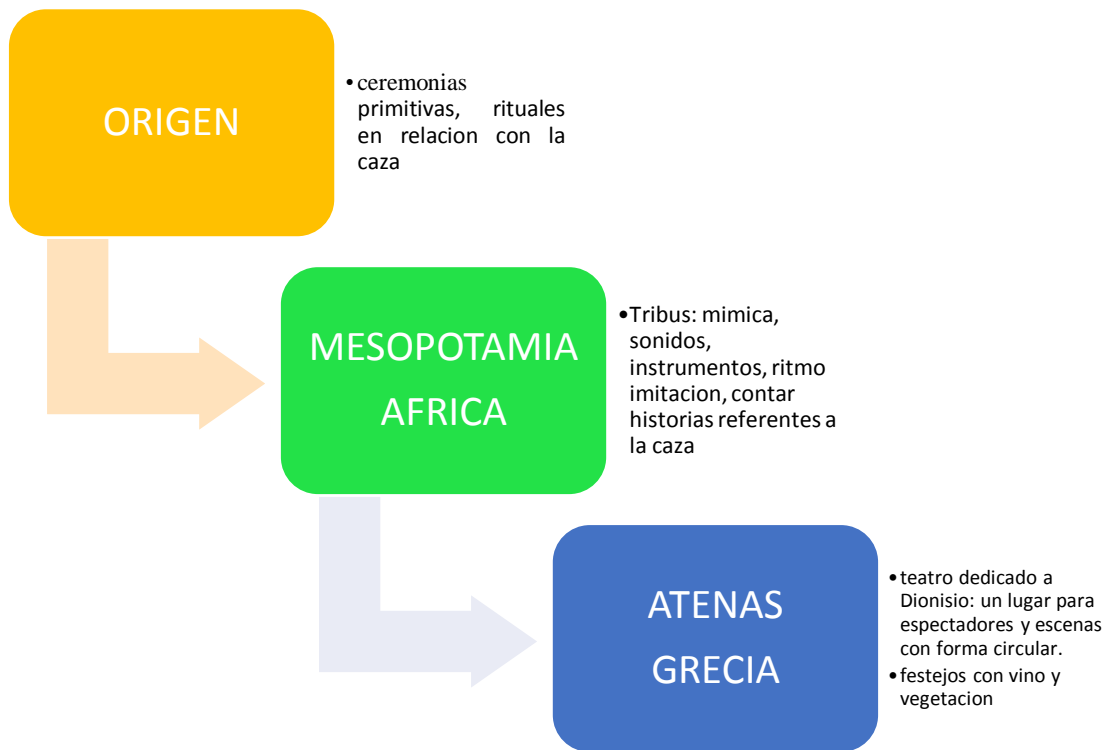 ORIGEN
•ceremonias
primitivas, rituales
en relacion con la
caza
MESOPOTAMIA
AFRICA
•Tribus: mimica,
sonidos,
instrumentos, ritmo
imitacion, contar
historias referentes a
la caza
ATENAS
GRECIA
•teatro dedicado a
Dionisio: un lugar para
espectadores y escenas
con forma circular.
•festejos con vino y
vegetacion